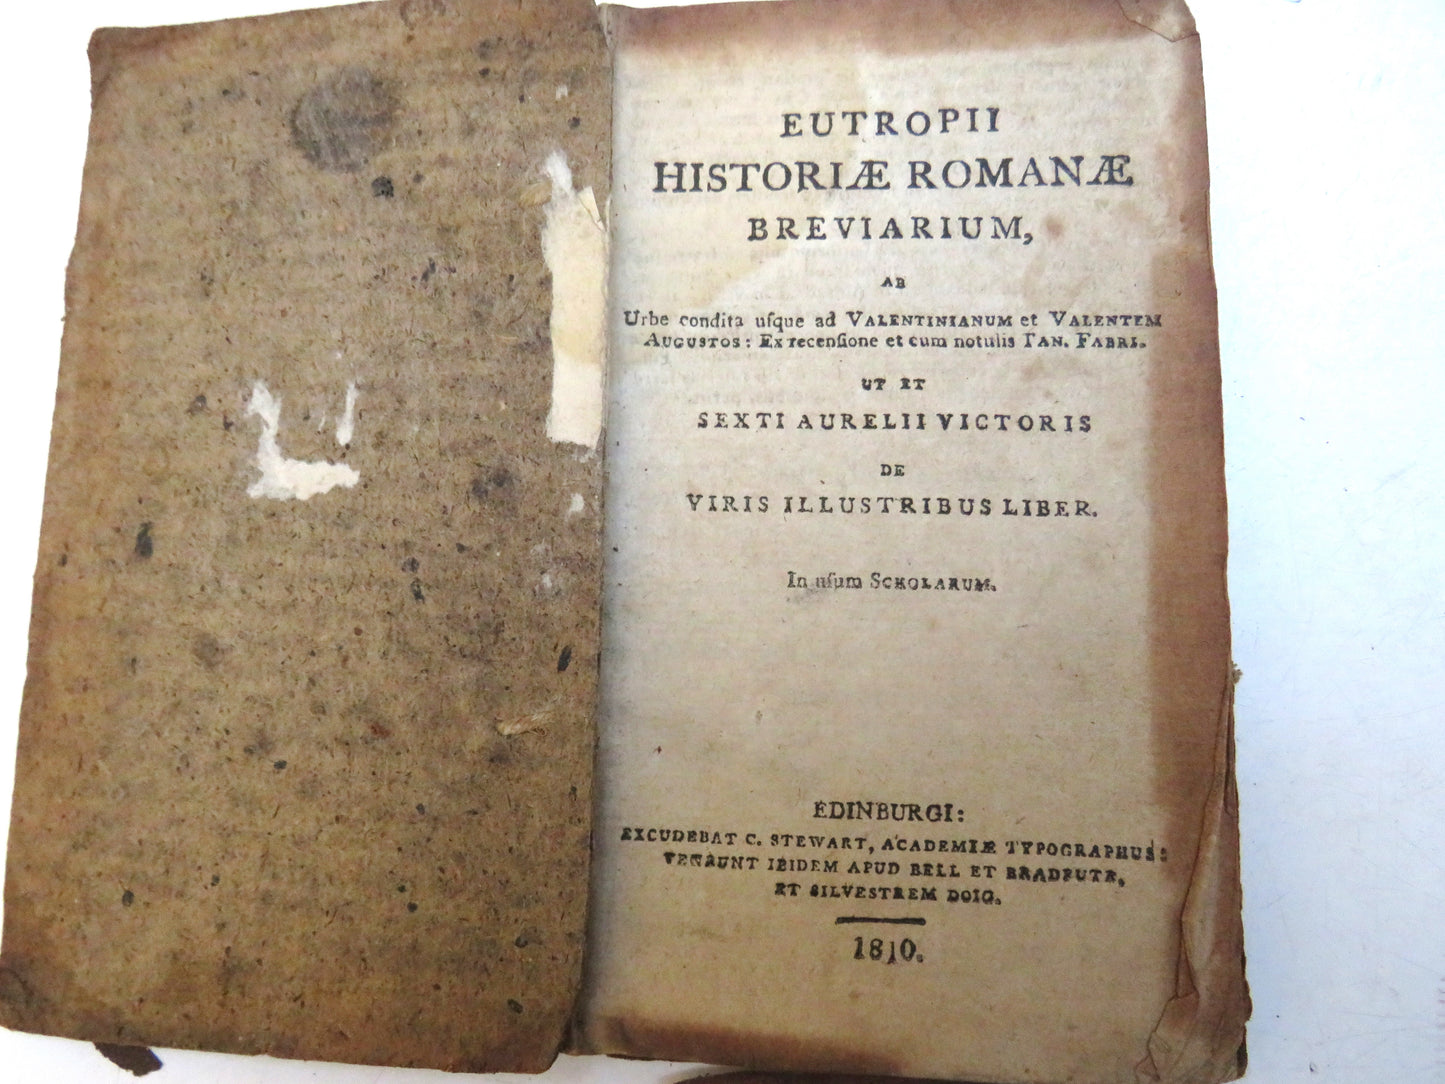 EUTROPII
HISTORIÆ ROMANÆ
BREVIARIUM,
AB
Urbe condita uſque ad VALENTINIANUM et VALENTEM
AUGUSTOS: Ex recenſione et cum notulis TAN. FABRI.
UT ET
SEXTI AURELII VICTORIS
DE
VIRIS ILLUSTRIBUS LIBER.
In uſum SCHOLARUM.
EDINBURGI:
EXCUDEBAT C. STEWART, ACADEMIÆ TYPOGRAPHUS:
VENEUNT IBIDEM APUD BELL ET BRADFUTE,
ET SILVESTREM DOIG.
1810.